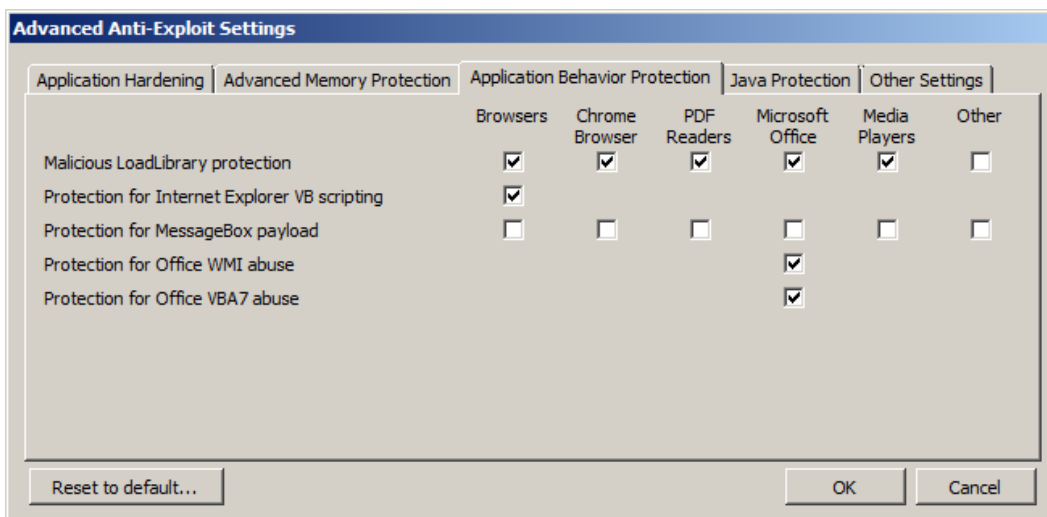 Advanced Anti-Exploit Settings
Application Hardening Advanced Memory Protection Application Behavior Protection Java Protection Other Settings
Browsers Chrome PDF Microsoft Media Other
Browser Readers Office Players
Malicious LoadLibrary protection
Protection for Internet Explorer VB scripting
Protection for MessageBox payload
Protection for Office WMI abuse
Protection for Office VBA7 abuse
Reset to default... OK Cancel